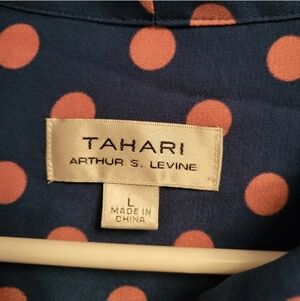 TAHARI
ARTHUR S. LEVINE
L
MADE IN
CHINA